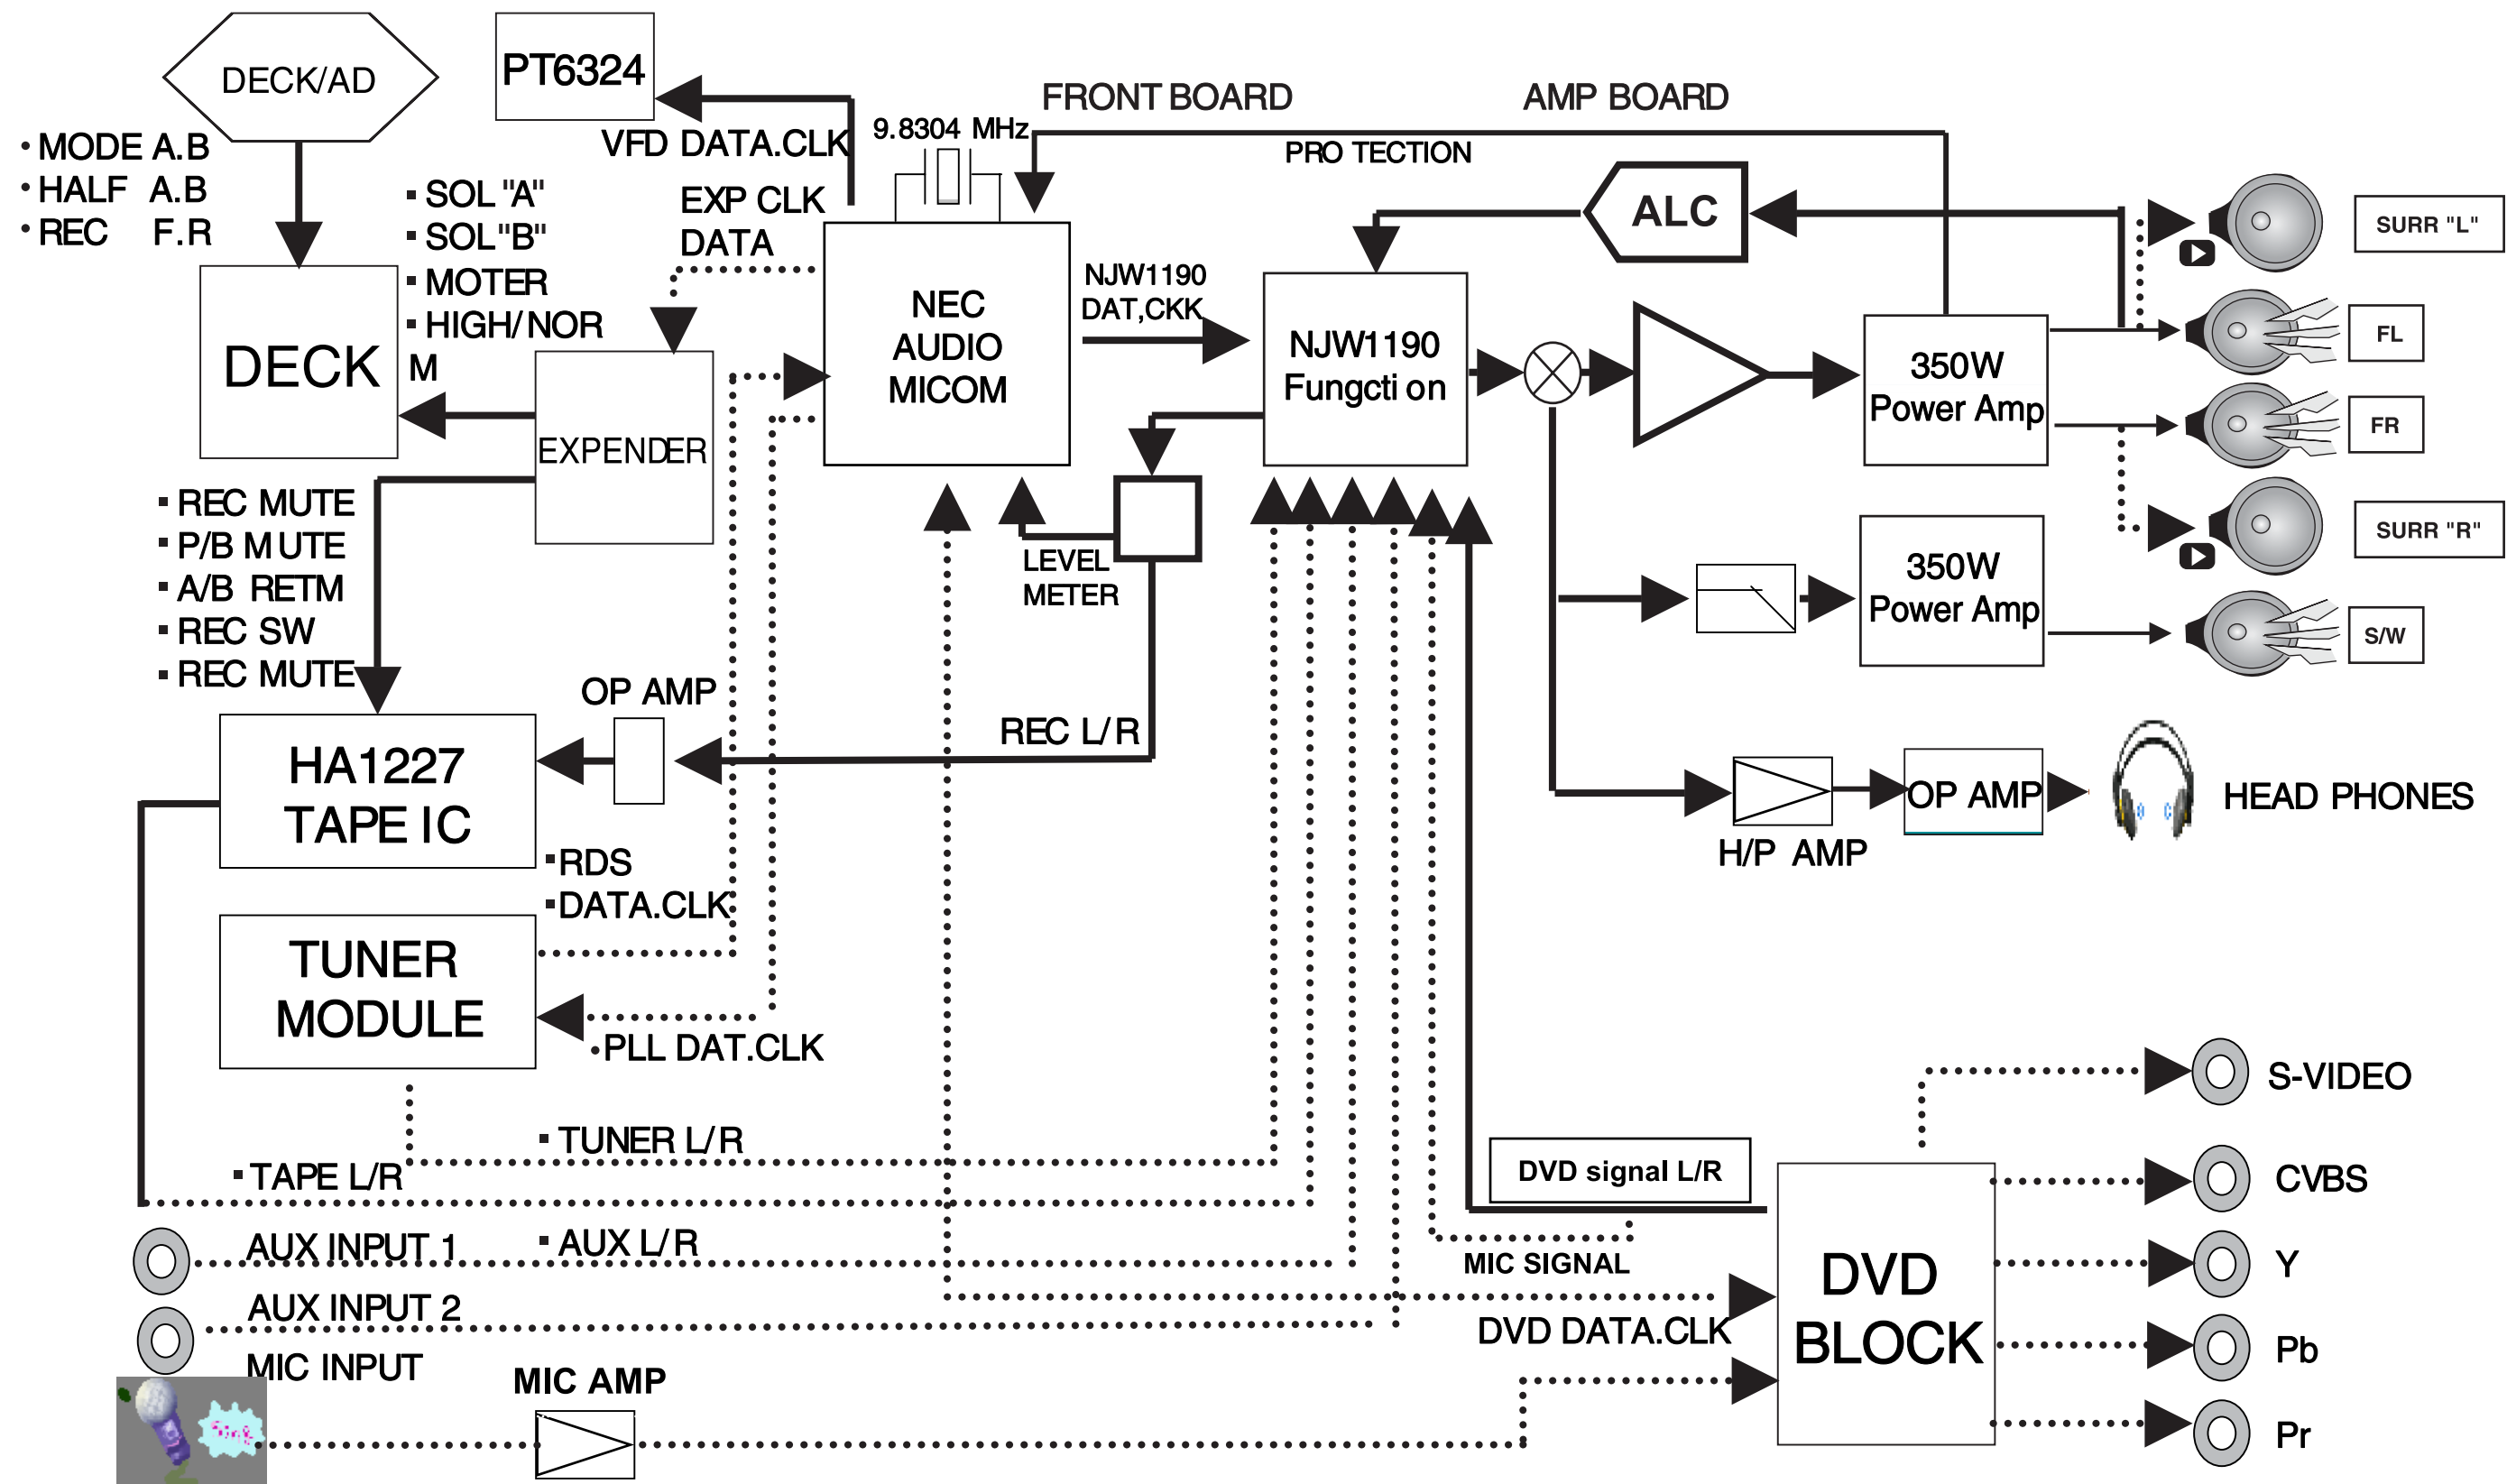 DECK/AD
PT6324
FRONT BOARD
AMP BOARD
VFD DATA.CLK
9.8304 MHz
PRO TECTION
• MODE A.B
• HALF A.B
• REC F.R
▪ SOL "A"
▪ SOL"B"
▪ MOTER
▪ HIGH/NOR
M
EXP CLK
DATA
ALC
SURR "L"
NEC
AUDIO
MICOM
NJW1190
DAT,CKK
NJW1190
Fungcti on
350W
Power Amp
FL
DECK
FR
EXPENDER
▪ REC MUTE
▪ P/B M UTE
▪ A/B RETM
▪ REC SW
▪ REC MUTE
LEVEL
METER
350W
Power Amp
SURR "R"
S/W
OP AMP
REC L/R
HA1227
TAPE IC
OP AMP
HEAD PHONES
H/P AMP
▪RDS
▪DATA.CLK
TUNER
MODULE
•PLL DAT.CLK
S-VIDEO
▪ TUNER L/R
▪ TAPE L/R
DVD signal L/R
CVBS
AUX INPUT 1
▪ AUX L/R
MIC SIGNAL
DVD
BLOCK
Y
AUX INPUT 2
DVD DATA.CLK
Pb
MIC INPUT
MIC AMP
Pr